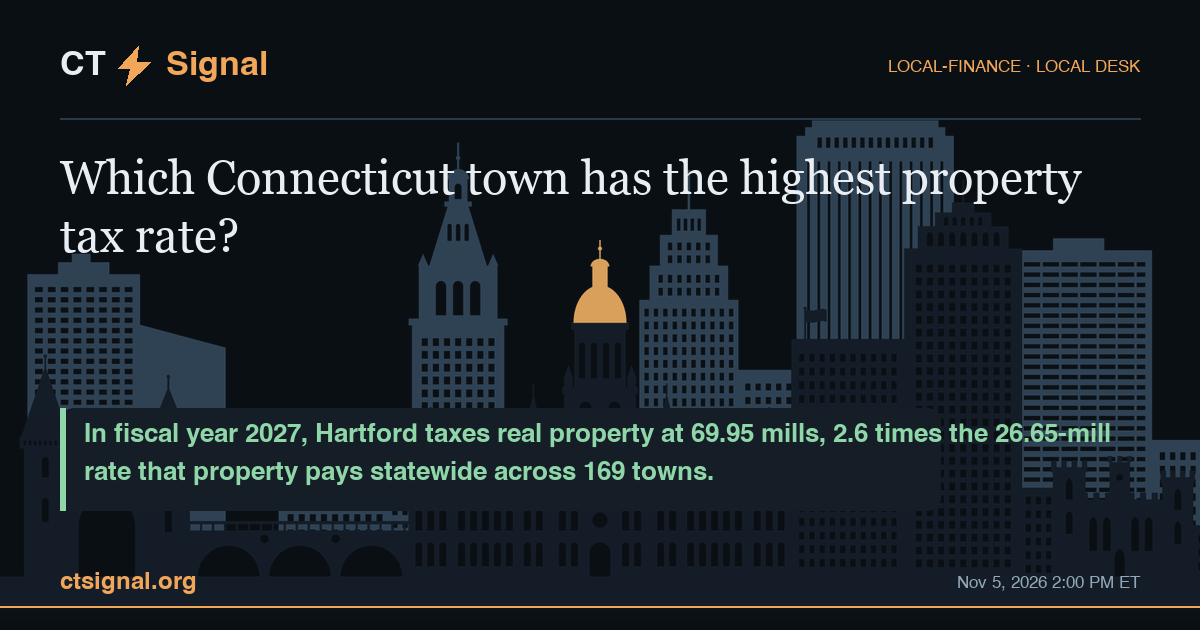 CT Signal
LOCAL-FINANCE · LOCAL DESK
Which Connecticut town has the highest property
tax rate?
In fiscal year 2027, Hartford taxes real property at 69.95 mills, 2.6 times the 26.65-mill
rate that property pays statewide across 169 towns.
ctsignal.org
Nov 5, 2026 2:00 PM ET